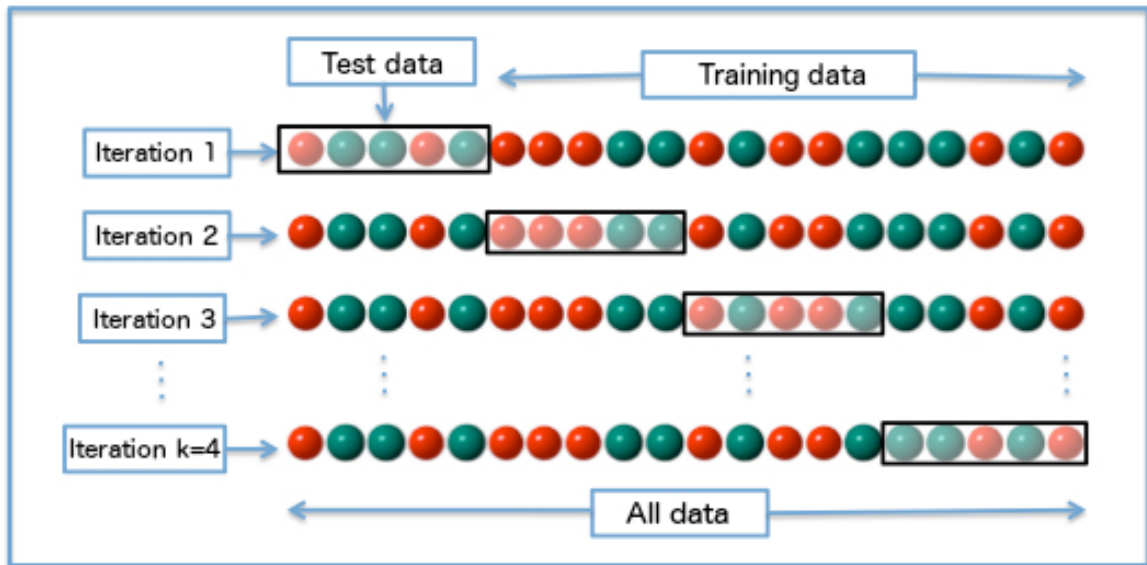 Test data
Training data
Iteration 1
Iteration 2
Iteration 3
Iteration k=4
All data